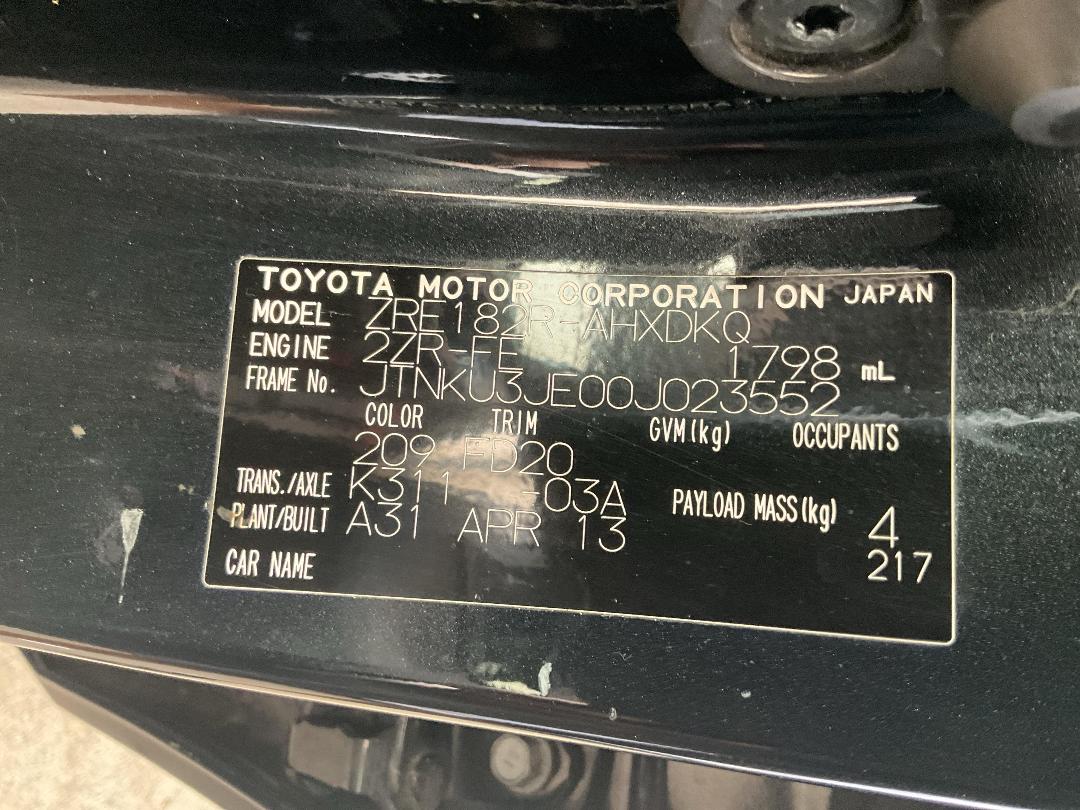 TOYOTA MOTOR CORPORATION JAPAN
MODEL ZRE182R-AHXDKQ
ENGINE 2ZR-FE 1798 mL
FRAME No. JTNKU3JE00J023552
COLOR TRIM GVM(kg) OCCUPANTS
209 FD20
TRANS./AXLE K311 -03A PAYLOAD MASS(kg) 4
PLANT/BUILT A31 APR 13 217
CAR NAME